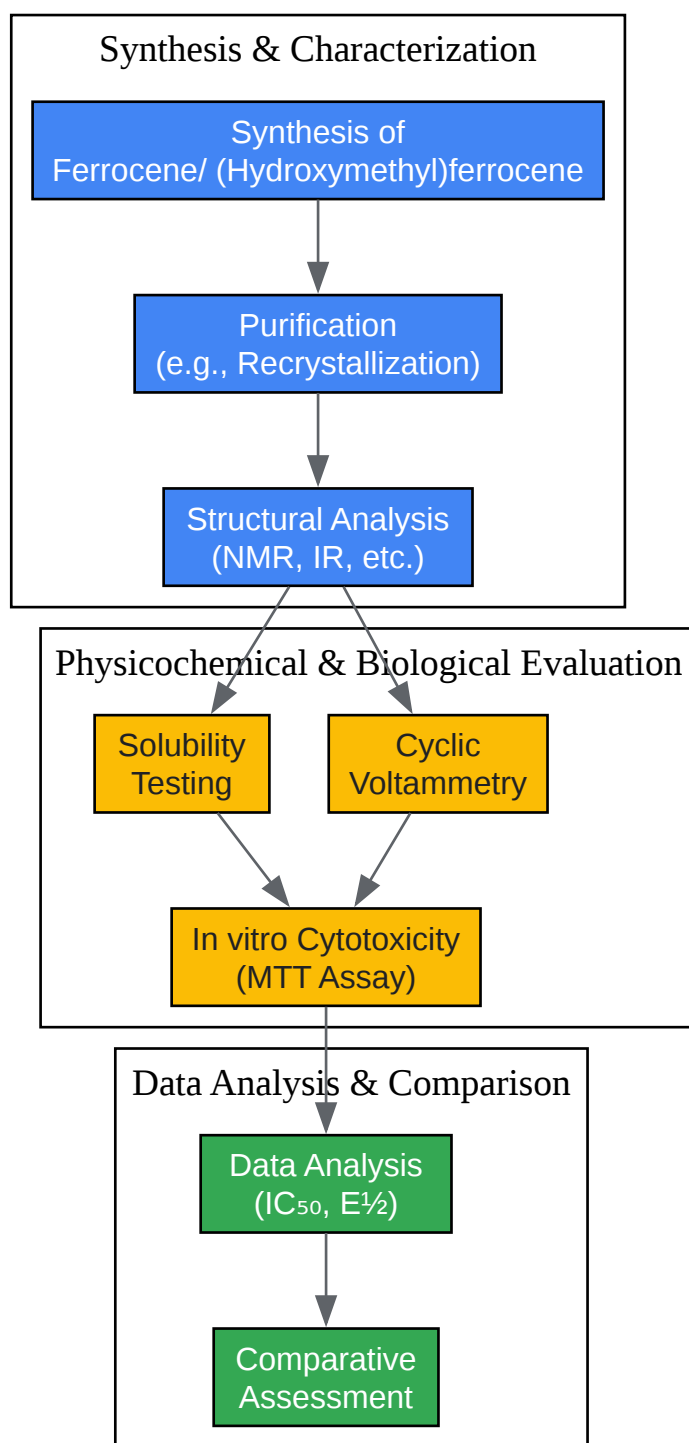 Synthesis & Characterization
Synthesis of
Ferrocene/ (Hydroxymethyl)ferrocene
Purification
(e.g., Recrystallization)
Structural Analysis
(NMR, IR, etc.)
Physicochemical & Biological Evaluation
Solubility
Testing
Cyclic
Voltammetry
In vitro Cytotoxicity
(MTT Assay)
Data Analysis & Comparison
Data Analysis
(IC₅₀, E½)
Comparative
Assessment